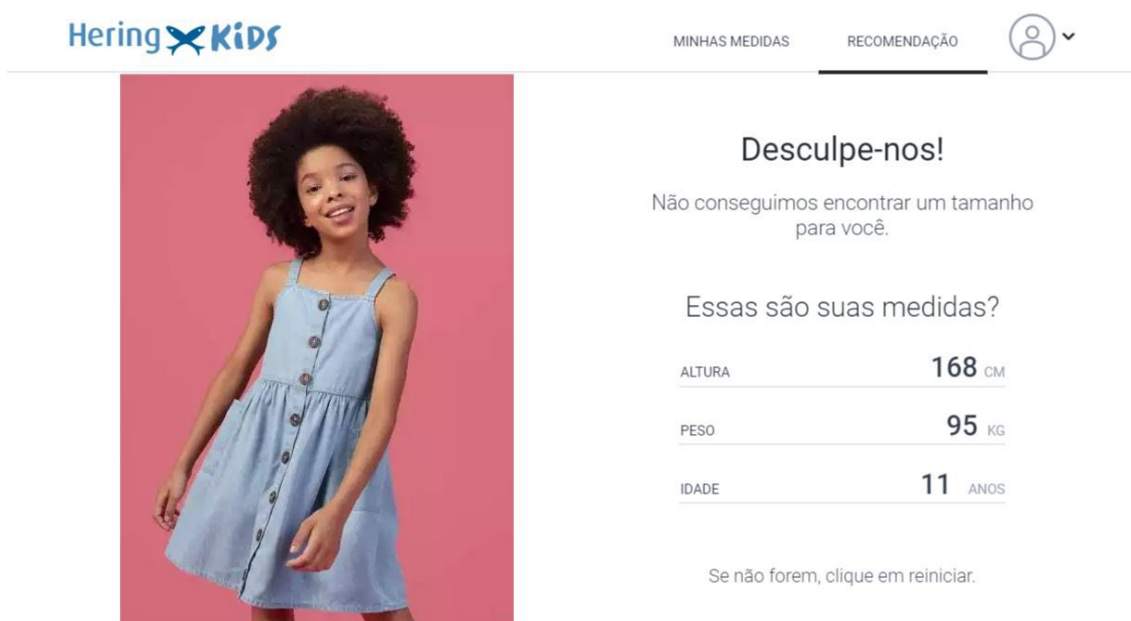 Hering Kids
MINHAS MEDIDAS
RECOMENDAÇÃO
Desculpe-nos!
Não conseguimos encontrar um tamanho
para você.
Essas são suas medidas?
ALTURA 168 CM
PESO 95 KG
IDADE 11 ANOS
Se não forem, clique em reiniciar.